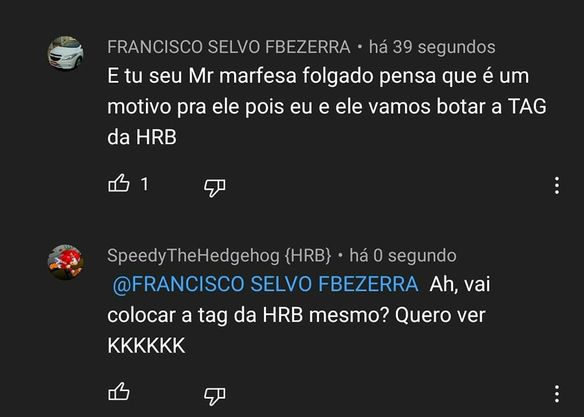 FRANCISCO SELVO FBEZERRA • há 39 segundos
E tu seu Mr marfesa folgado pensa que é um
motivo pra ele pois eu e ele vamos botar a TAG
da HRB
1
SpeedyTheHedgehog {HRB} • há 0 segundo
@FRANCISCO SELVO FBEZERRA Ah, vai
colocar a tag da HRB mesmo? Quero ver
KKKKKK